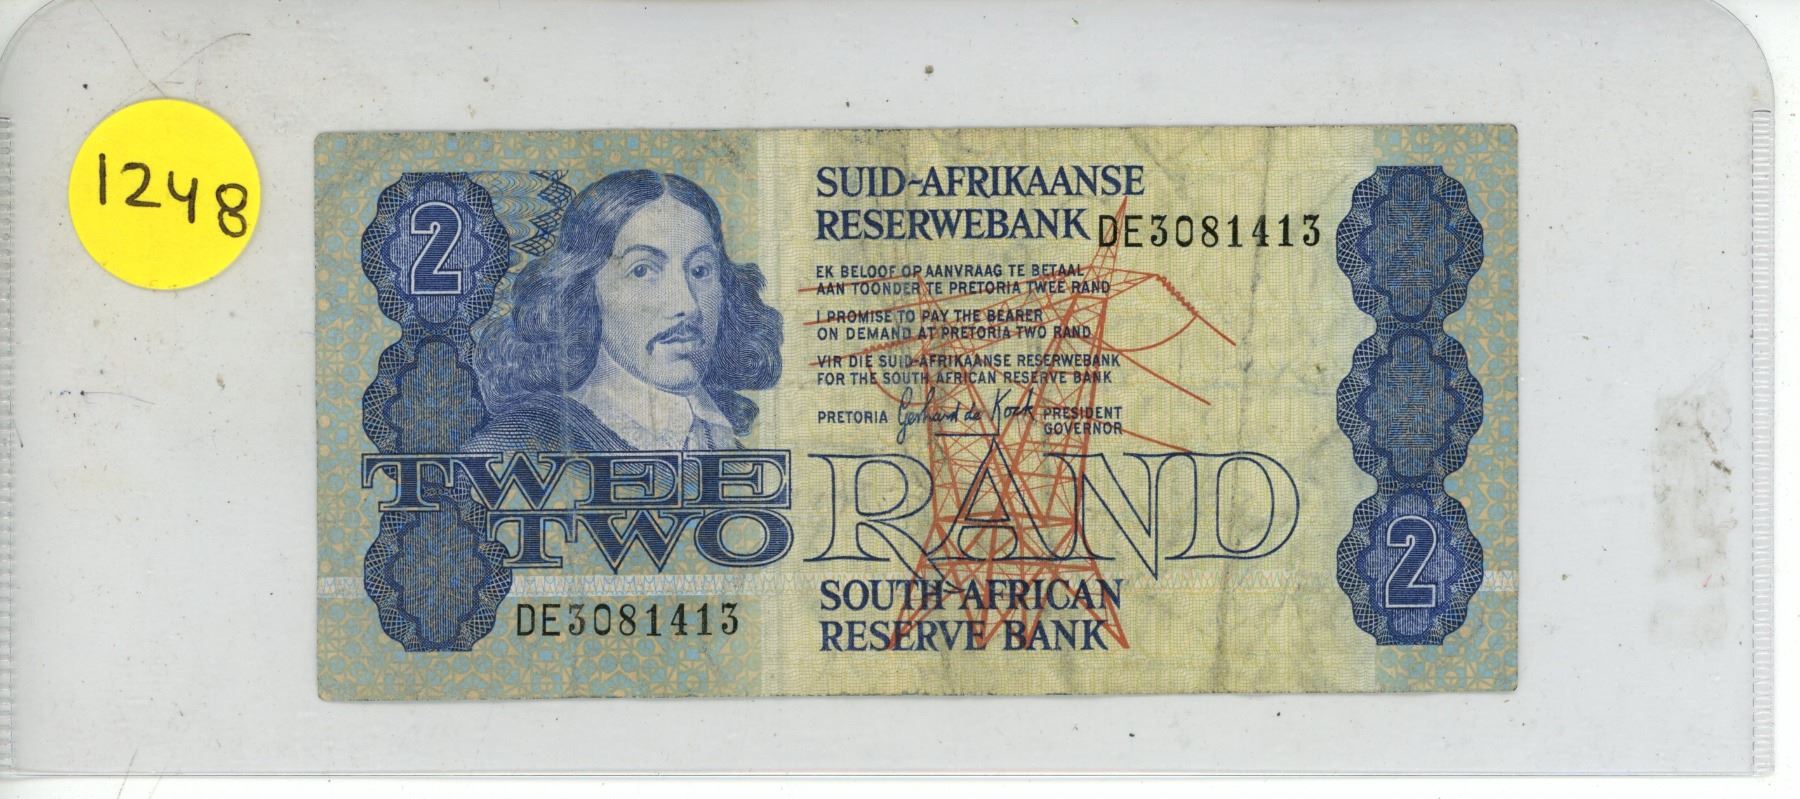 1248
2
SUID-AFRIKAANSE
RESERWEBANK DE3081413
EK BELOOF OP AANVRAAG TE BETAAL
AAN TOONDER TE PRETORIA TWEE RAND
I PROMISE TO PAY THE BEARER
ON DEMAND AT PRETORIA TWO RAND
VIR DIE SUID-AFRIKAANSE RESERWEBANK
FOR THE SOUTH AFRICAN RESERVE BANK
PRETORIA Gerhard de Kock PRESIDENT
GOVERNOR
TWEE
TWO
RAND
2
SOUTH AFRICAN
RESERVE BANK
DE3081413